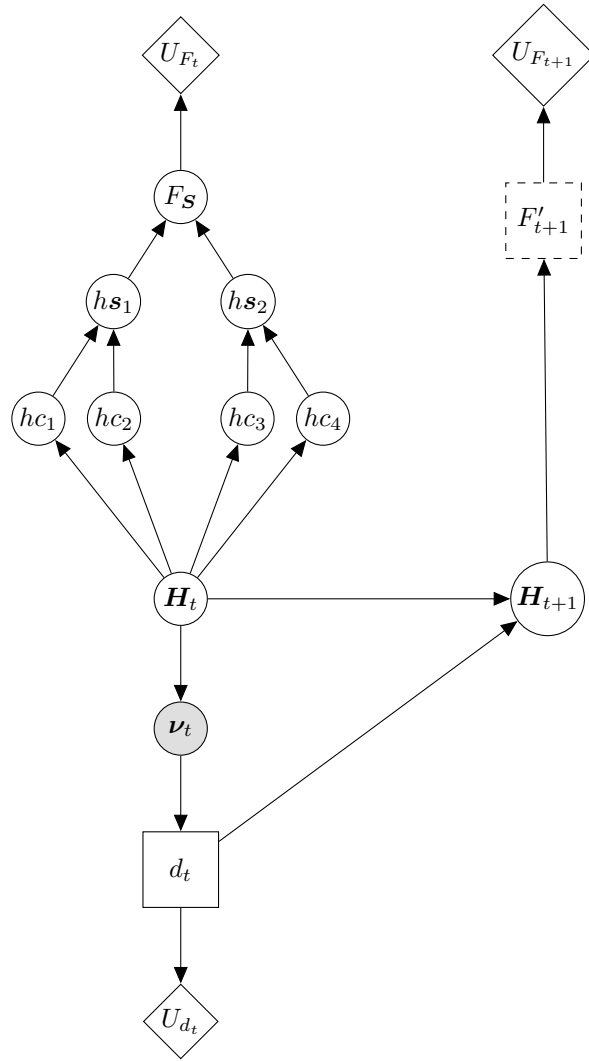 U_{F_t}
U_{F_{t+1}}
F_S
F'_{t+1}
hs_1
hs_2
hc_1
hc_2
hc_3
hc_4
H_t
H_{t+1}
ν_t
d_t
U_{d_t}